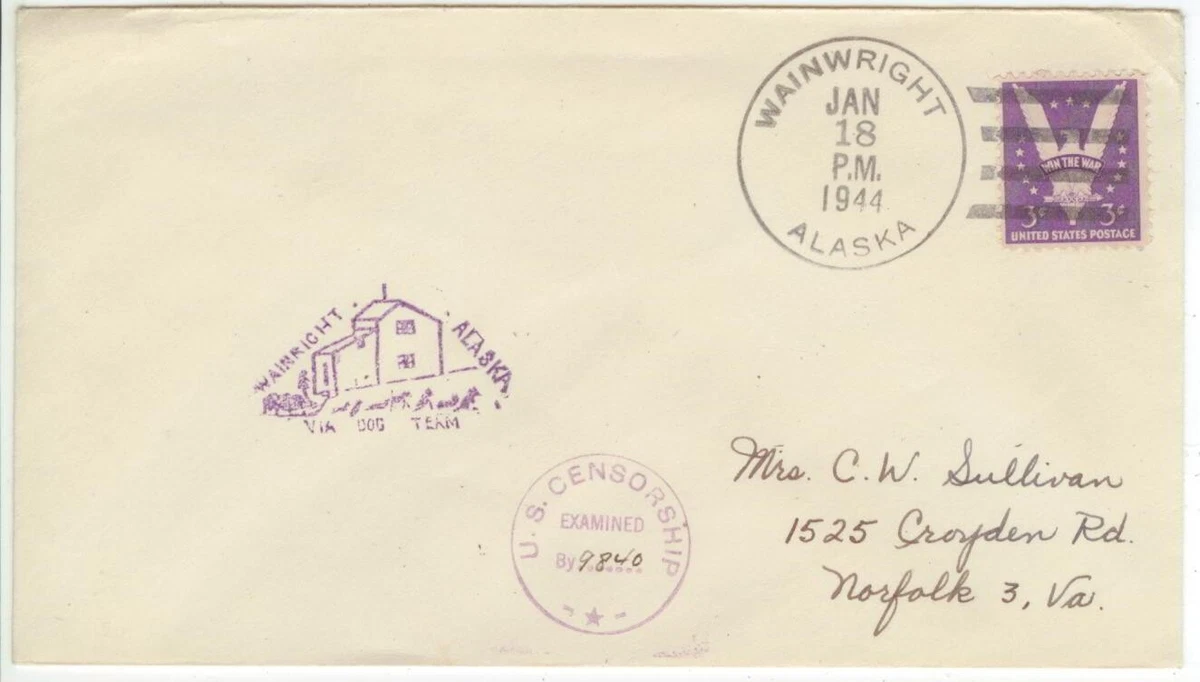 WAINWRIGHT
JAN
18
P.M.
1944
ALASKA
WIN THE WAR
3¢ 3¢
UNITED STATES POSTAGE
WAINRIGHT ALASKA
VIA DOG TEAM
U.S. CENSORSHIP
EXAMINED
By 9840
Mrs. C. W. Sullivan
1525 Croyden Rd.
Norfolk 3, Va.